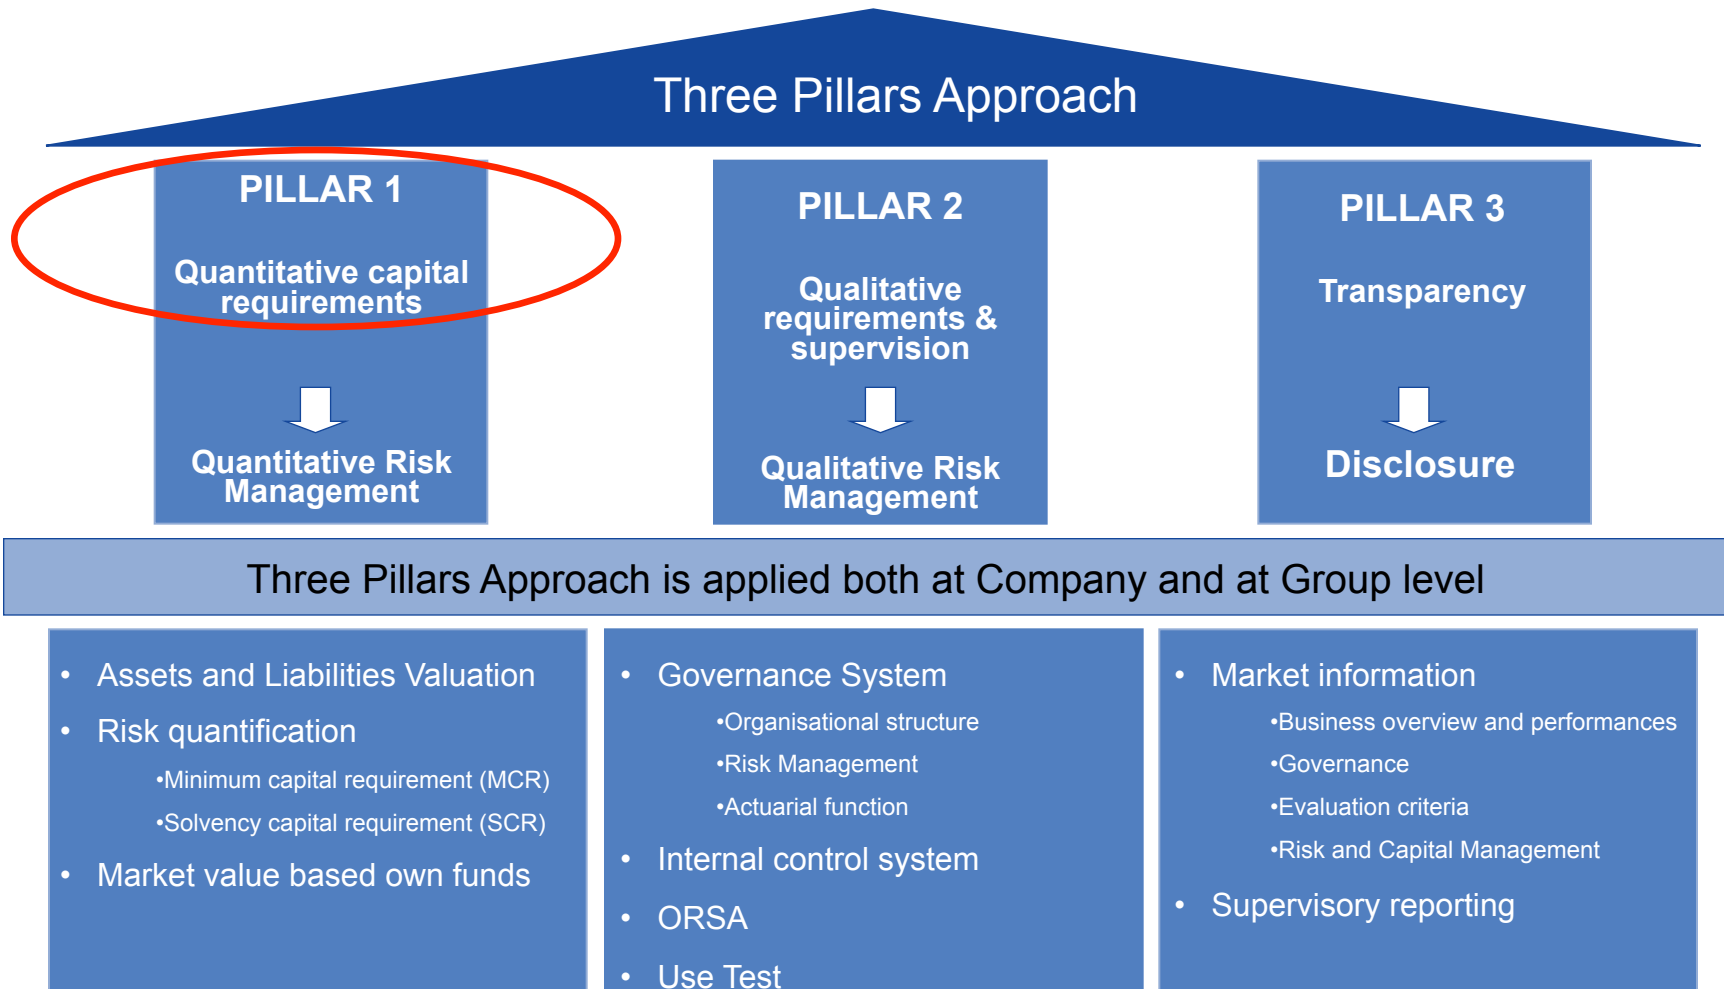 Three Pillars Approach
PILLAR 1
Quantitative capital
requirements
Quantitative Risk
Management
PILLAR 2
Qualitative
requirements &
supervision
Qualitative Risk
Management
PILLAR 3
Transparency
Disclosure
Three Pillars Approach is applied both at Company and at Group level
• Assets and Liabilities Valuation
• Risk quantification
•Minimum capital requirement (MCR)
•Solvency capital requirement (SCR)
• Market value based own funds
• Governance System
•Organisational structure
•Risk Management
•Actuarial function
• Internal control system
• ORSA
• Use Test
• Market information
•Business overview and performances
•Governance
•Evaluation criteria
•Risk and Capital Management
• Supervisory reporting